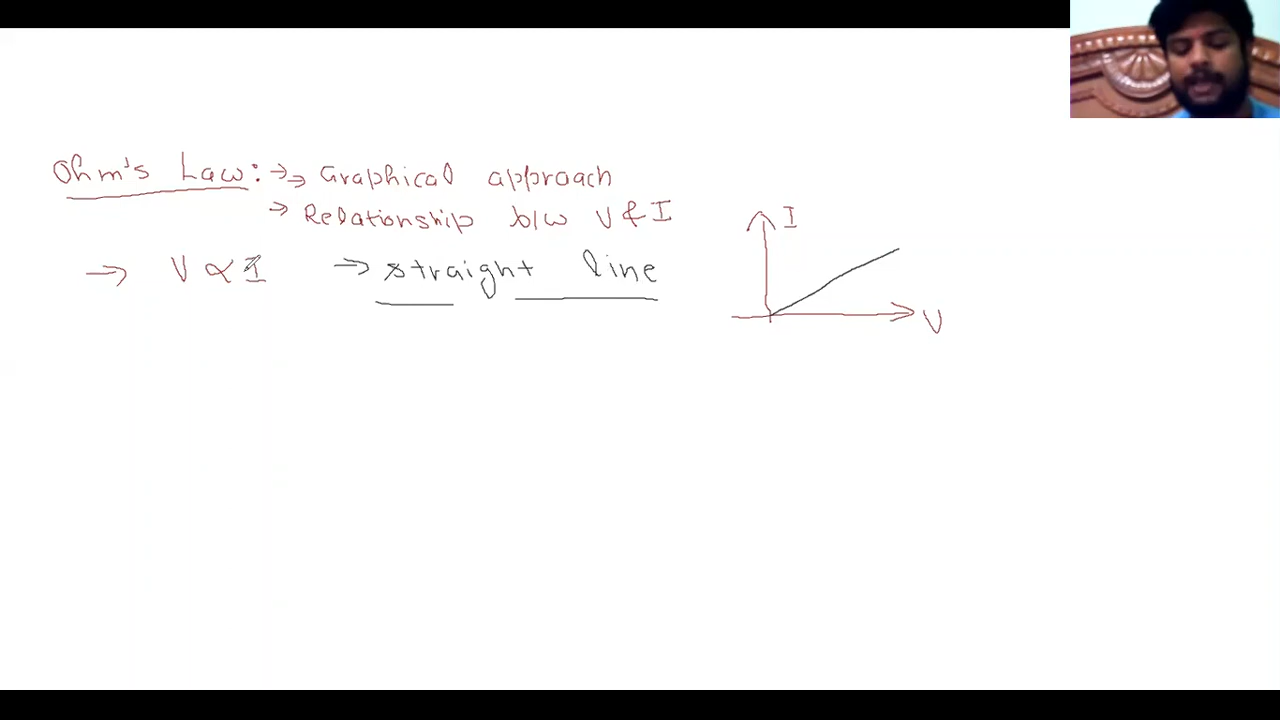 Ohm's Law: →→ Graphical approach
→ Relationship b/w V & I
→ V ∝ I → straight line
I
V